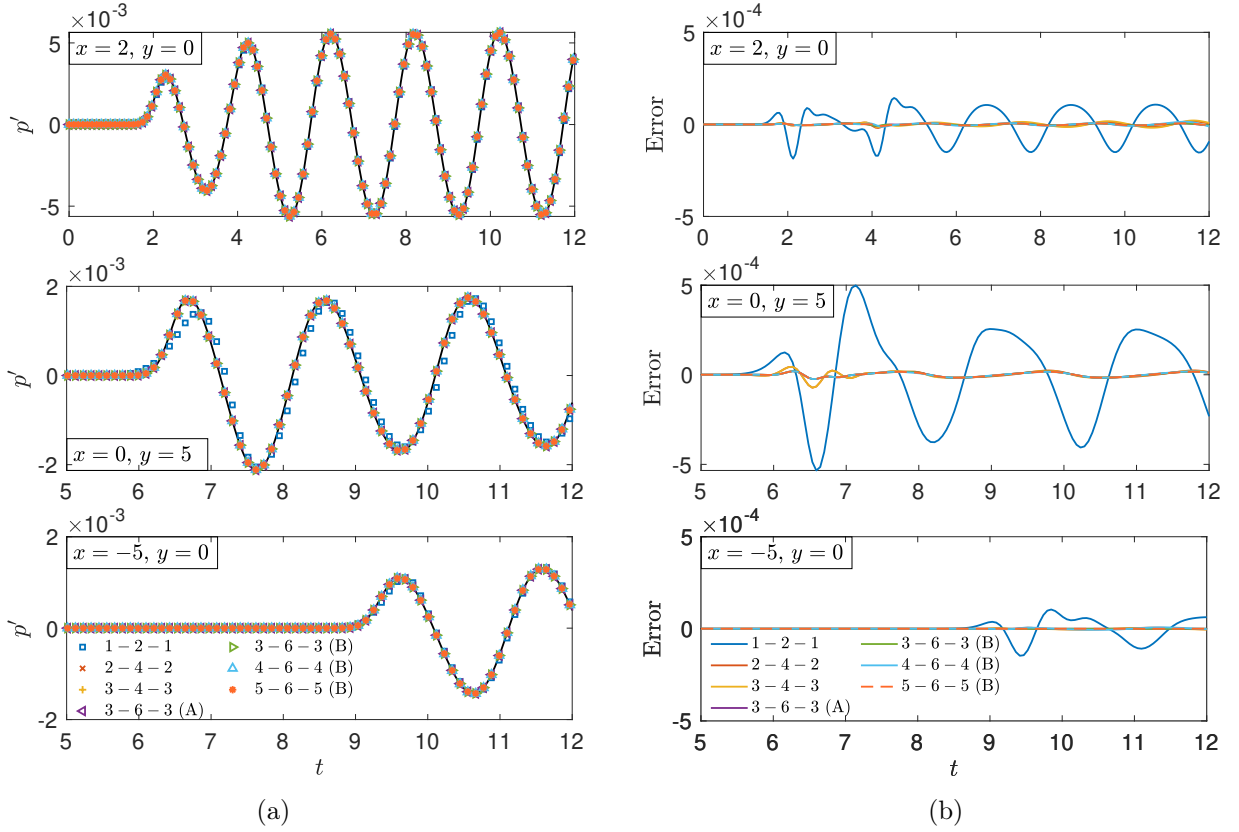 ×10⁻³
x = 2, y = 0
5
0
-5
p′
0 2 4 6 8 10 12
×10⁻³
2
0
-2
p′
x = 0, y = 5
5 6 7 8 9 10 11 12
×10⁻³
x = −5, y = 0
2
0
-2
p′
1 − 2 − 1
2 − 4 − 2
3 − 4 − 3
3 − 6 − 3 (A)
3 − 6 − 3 (B)
4 − 6 − 4 (B)
5 − 6 − 5 (B)
5 6 7 8 9 10 11 12
t
(a)
×10⁻⁴
x = 2, y = 0
5
0
-5
Error
0 2 4 6 8 10 12
×10⁻⁴
x = 0, y = 5
5
0
-5
Error
5 6 7 8 9 10 11 12
×10⁻⁴
x = −5, y = 0
5
0
-5
Error
1 − 2 − 1
2 − 4 − 2
3 − 4 − 3
3 − 6 − 3 (A)
3 − 6 − 3 (B)
4 − 6 − 4 (B)
5 − 6 − 5 (B)
5 6 7 8 9 10 11 12
t
(b)